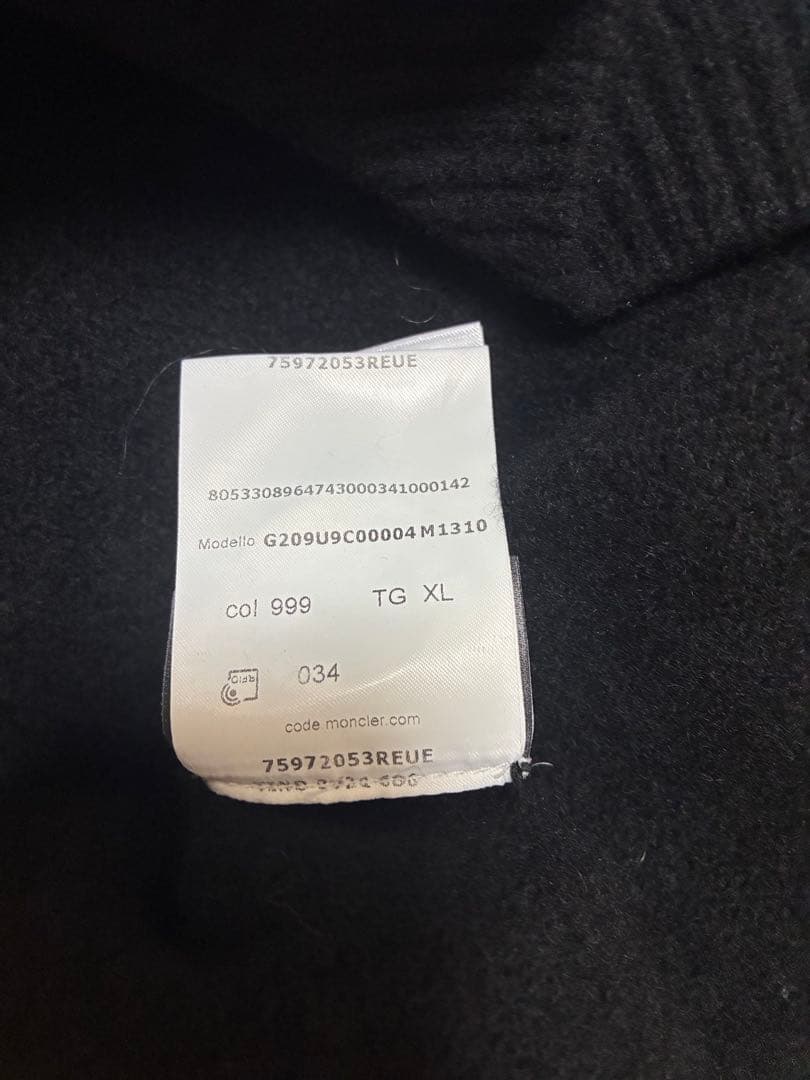 75972053REUE
8053308964743000341000142
Modello G209U9C00004 M1310
col 999 TG XL
034
code.moncler.com
75972053REUE